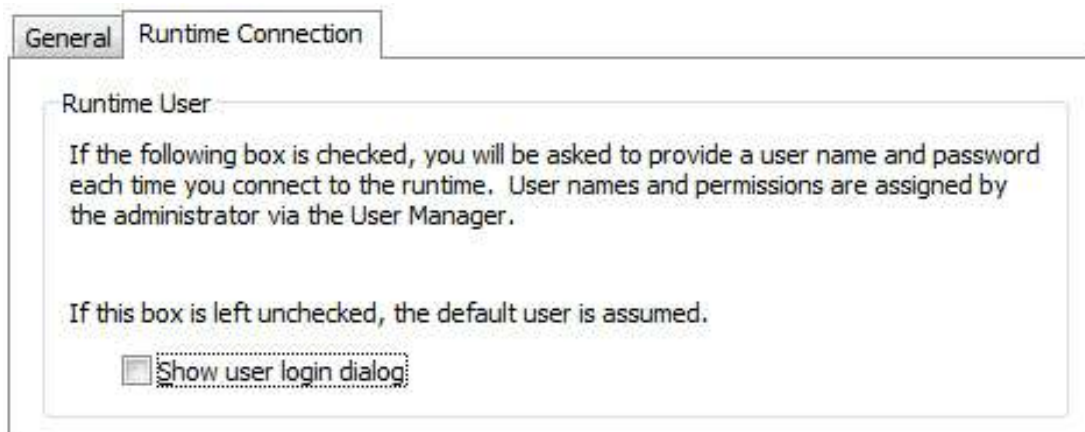 General
Runtime Connection
Runtime User
If the following box is checked, you will be asked to provide a user name and password
each time you connect to the runtime. User names and permissions are assigned by
the administrator via the User Manager.
If this box is left unchecked, the default user is assumed.
Show user login dialog